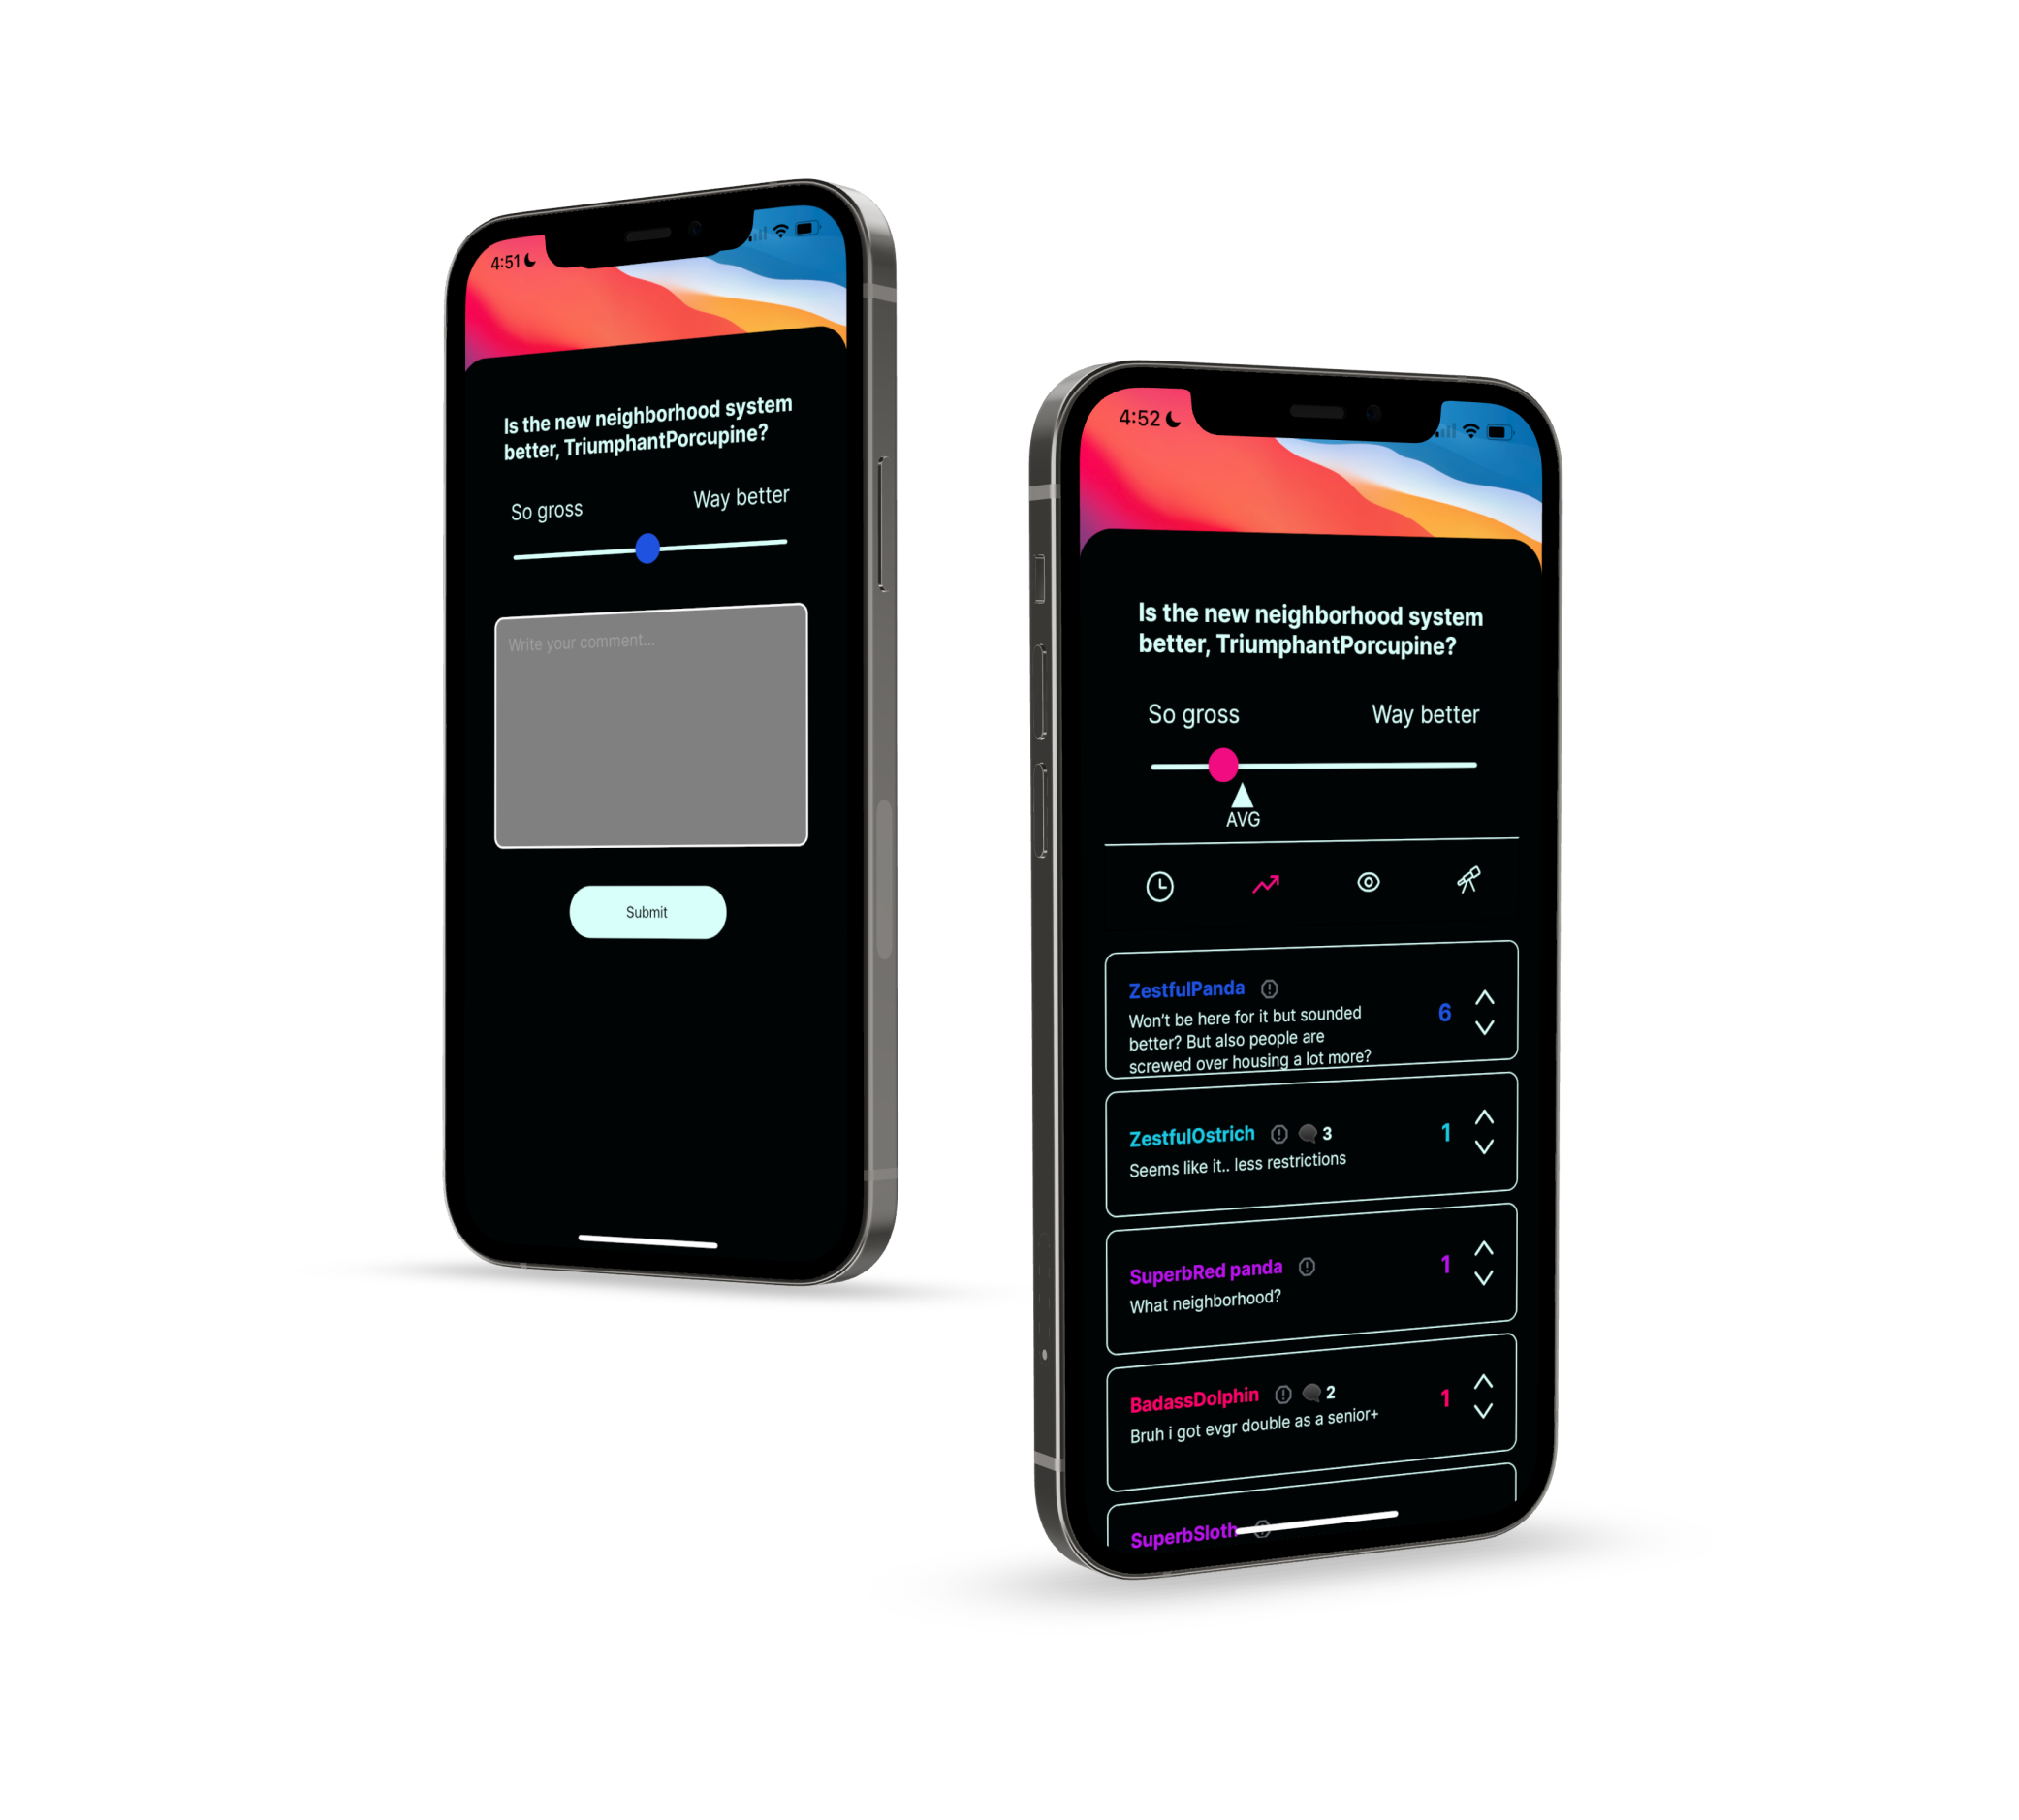 4:51
Is the new neighborhood system
better, TriumphantPorcupine?
So gross Way better
Write your comment...
Submit
4:52
Is the new neighborhood system
better, TriumphantPorcupine?
So gross Way better
AVG
ZestfulPanda
Won't be here for it but sounded
better? But also people are
screwed over housing a lot more?
6
ZestfulOstrich 3
Seems like it.. less restrictions
1
SuperbRed panda
What neighborhood?
1
BadassDolphin 2
Bruh i got evgr double as a senior+
1
SuperbSloth